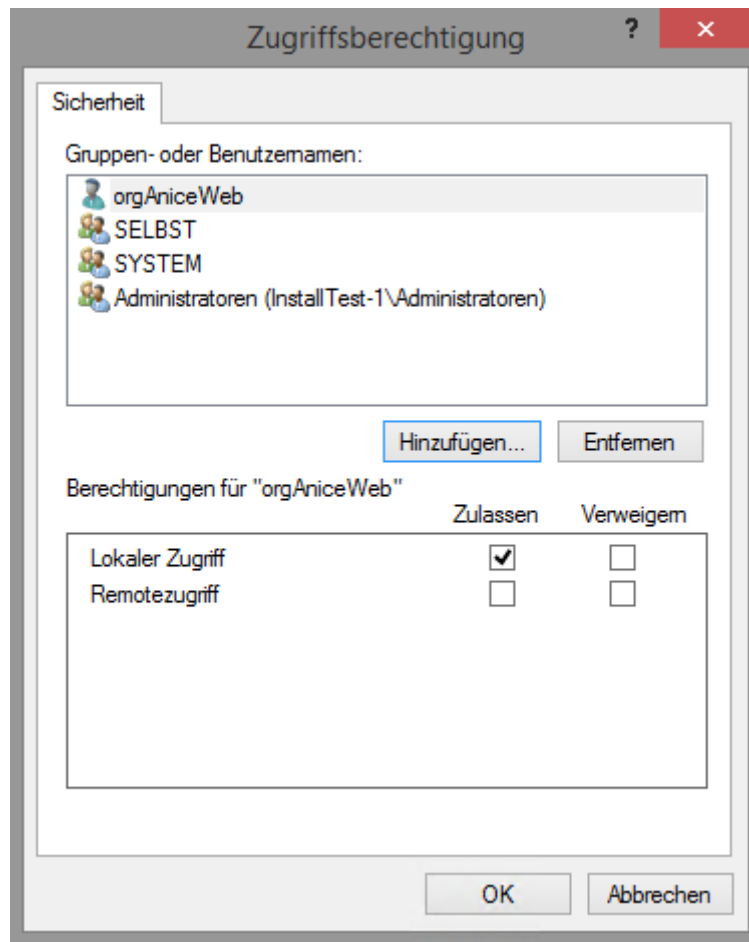 Zugriffsberechtigung ?
Sicherheit
Gruppen- oder Benutzernamen:
orgAniceWeb
SELBST
SYSTEM
Administratoren (InstallTest-1\Administratoren)
Hinzufügen... Entfernen
Berechtigungen für "orgAniceWeb"
Zulassen Verweigern
Lokaler Zugriff
Remotezugriff
OK Abbrechen